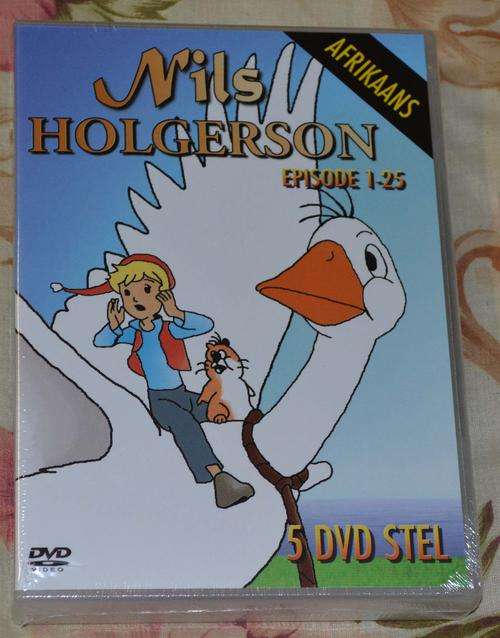 AFRIKAANS
Nils
HOLGERSON
EPISODE 1-25
5 DVD STEL
DVD
VIDEO